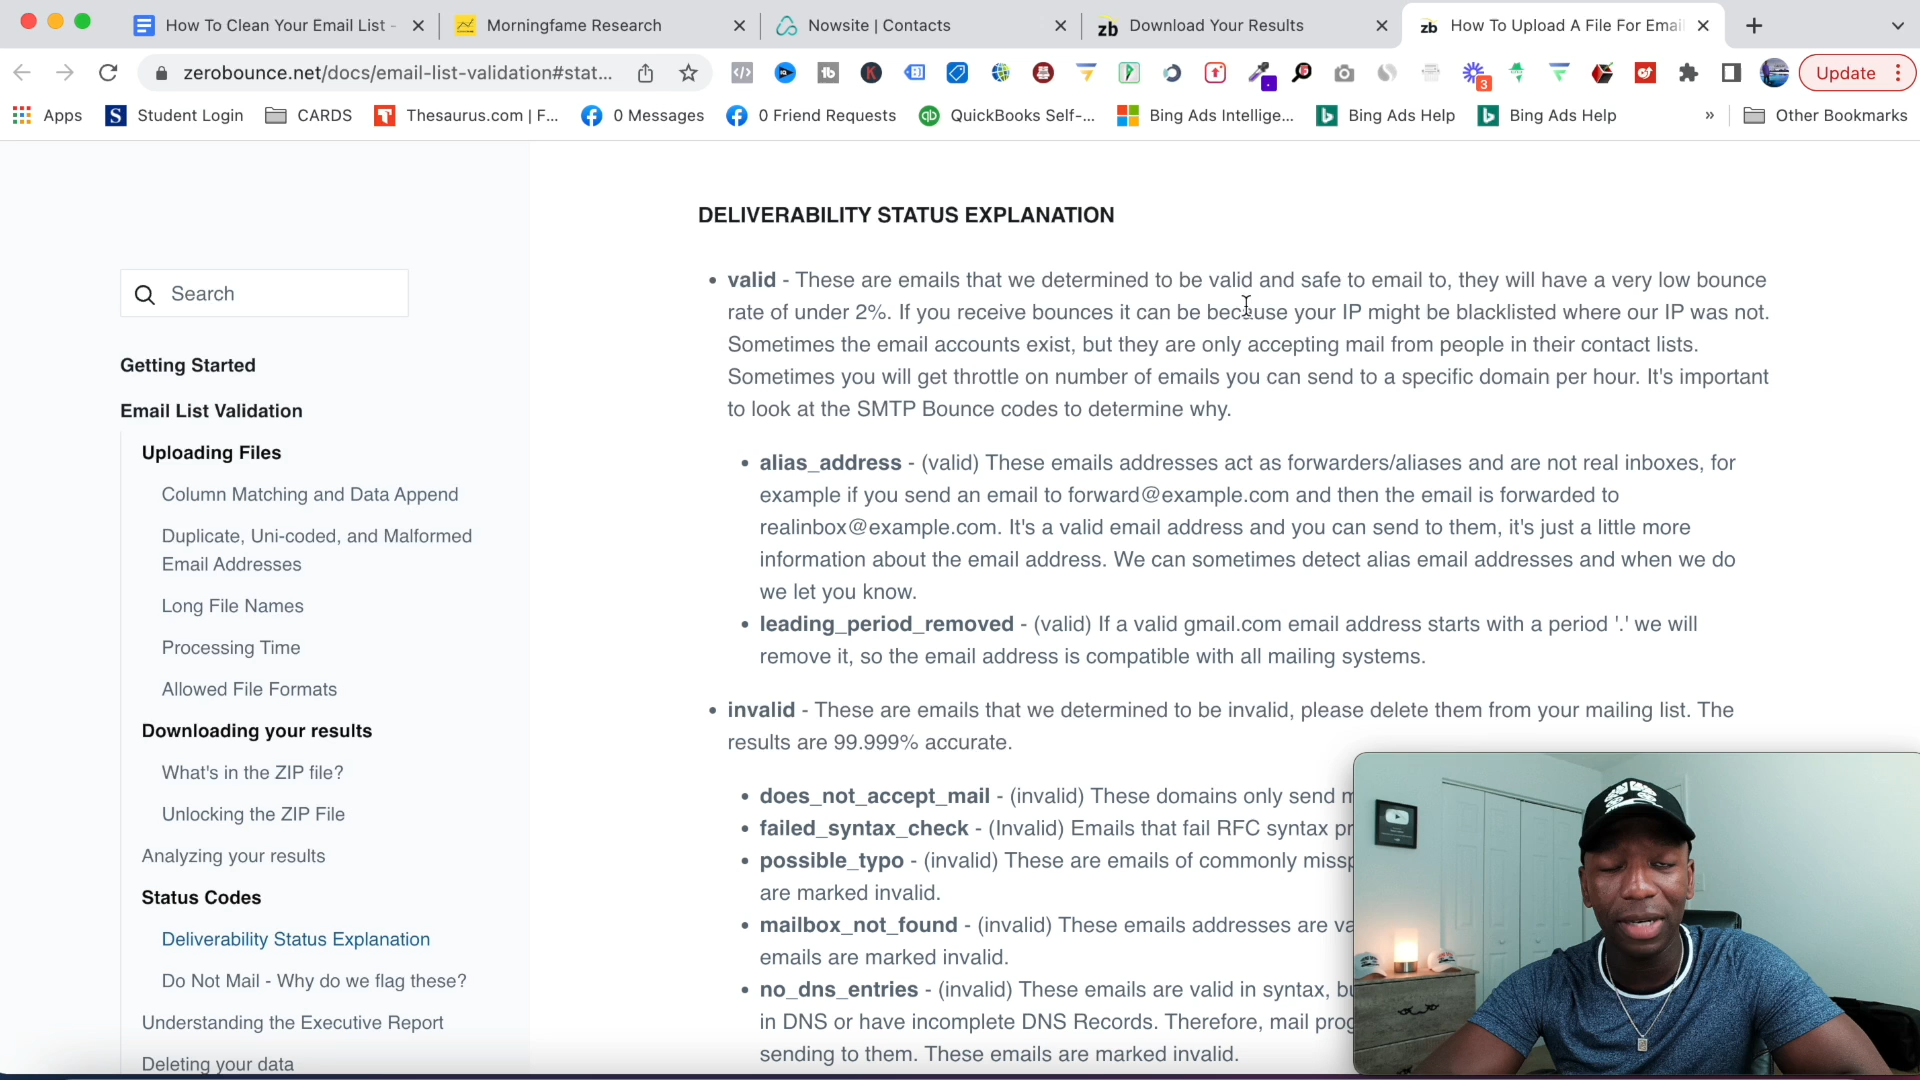 How To Clean Your Email List -
Morningfame Research
Nowsite | Contacts
Download Your Results
How To Upload A File For Email
zerobounce.net/docs/email-list-validation#stat...
3
Update
Apps
Student Login
CARDS
Thesaurus.com | F...
0 Messages
0 Friend Requests
QuickBooks Self-...
Bing Ads Intellige...
Bing Ads Help
Bing Ads Help
»
Other Bookmarks
Search
Getting Started
Email List Validation
Uploading Files
Column Matching and Data Append
Duplicate, Uni-coded, and Malformed
Email Addresses
Long File Names
Processing Time
Allowed File Formats
Downloading your results
What's in the ZIP file?
Unlocking the ZIP File
Analyzing your results
Status Codes
Deliverability Status Explanation
Do Not Mail - Why do we flag these?
Understanding the Executive Report
Deleting your data
DELIVERABILITY STATUS EXPLANATION
• valid - These are emails that we determined to be valid and safe to email to, they will have a very low bounce
rate of under 2%. If you receive bounces it can be because your IP might be blacklisted where our IP was not.
Sometimes the email accounts exist, but they are only accepting mail from people in their contact lists.
Sometimes you will get throttle on number of emails you can send to a specific domain per hour. It's important
to look at the SMTP Bounce codes to determine why.
• alias_address - (valid) These emails addresses act as forwarders/aliases and are not real inboxes, for
example if you send an email to forward@example.com and then the email is forwarded to
realinbox@example.com. It's a valid email address and you can send to them, it's just a little more
information about the email address. We can sometimes detect alias email addresses and when we do
we let you know.
• leading_period_removed - (valid) If a valid gmail.com email address starts with a period '.' we will
remove it, so the email address is compatible with all mailing systems.
• invalid - These are emails that we determined to be invalid, please delete them from your mailing list. The
results are 99.999% accurate.
• does_not_accept_mail - (invalid) These domains only send
• failed_syntax_check - (Invalid) Emails that fail RFC syntax
• possible_typo - (invalid) These are emails of commonly
are marked invalid.
• mailbox_not_found - (invalid) These emails addresses are
emails are marked invalid.
• no_dns_entries - (invalid) These emails are valid in syntax,
in DNS or have incomplete DNS Records. Therefore, mail
sending to them. These emails are marked invalid.